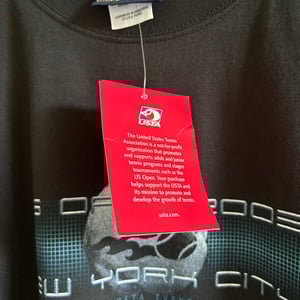 USTA
The United States Tennis
Association is a not-for-profit
organization that promotes
and supports adult and junior
tennis programs and stages
tournaments such as the
US Open. Your purchase
helps support the USTA and
its mission to promote and
develop the growth of tennis.
usta.com.
EW YORK CITY